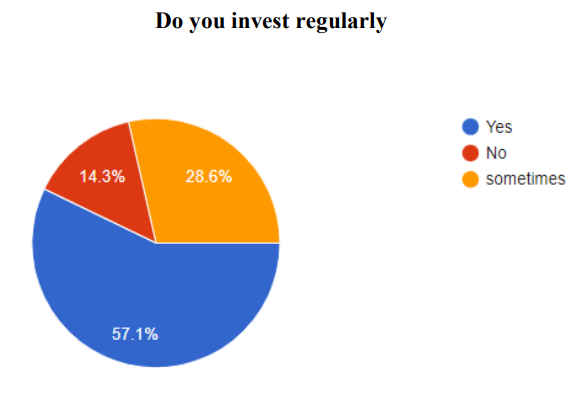 Do you invest regularly
Yes
No
sometimes
14.3%
28.6%
57.1%